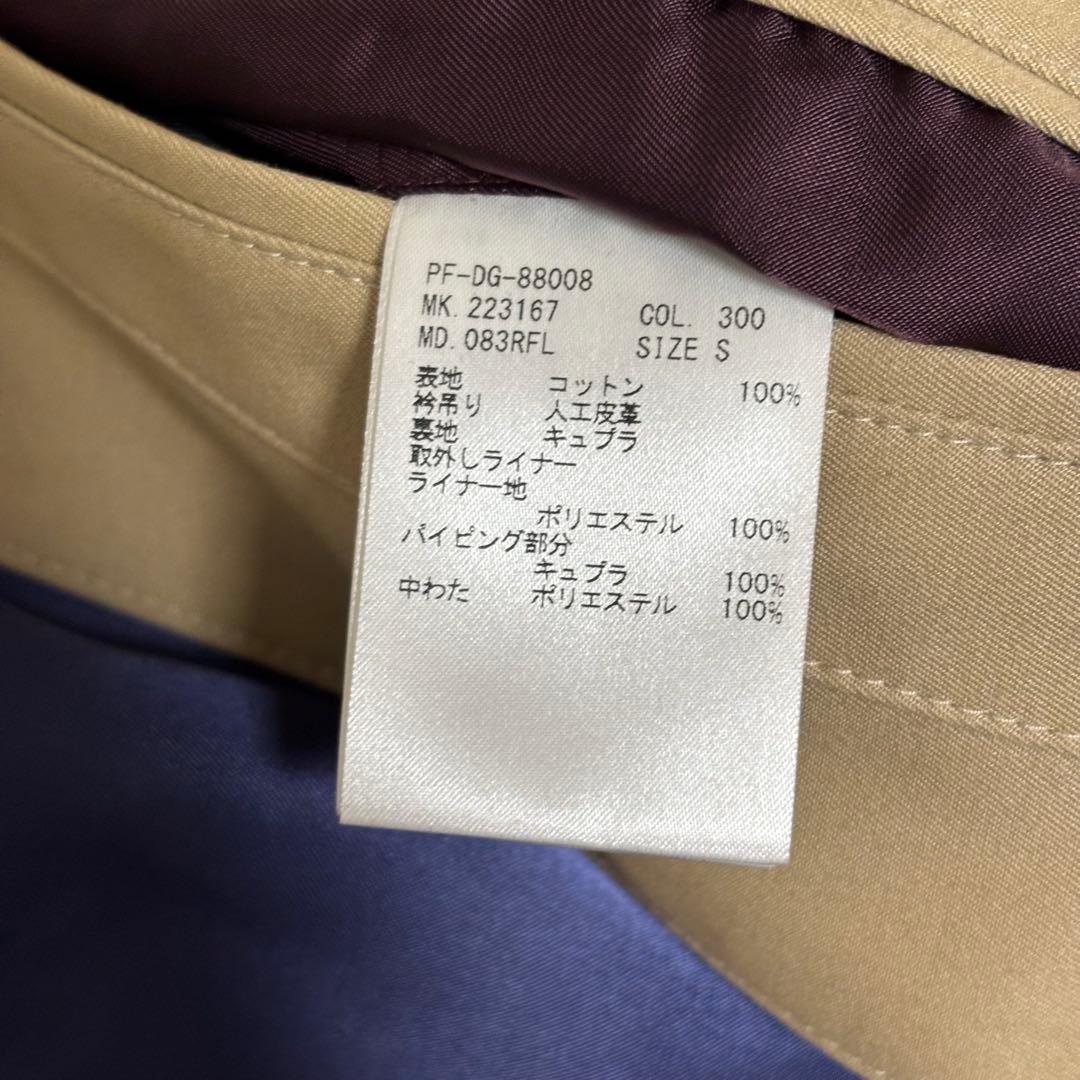 PF-DG-88008
MK. 223167 COL. 300
MD. 083RFL SIZE S
表地 コットン 100%
衿吊り 人工皮革
裏地 キュプラ
取外しライナー
ライナー地
ポリエステル 100%
パイピング部分
キュプラ 100%
中わた ポリエステル 100%